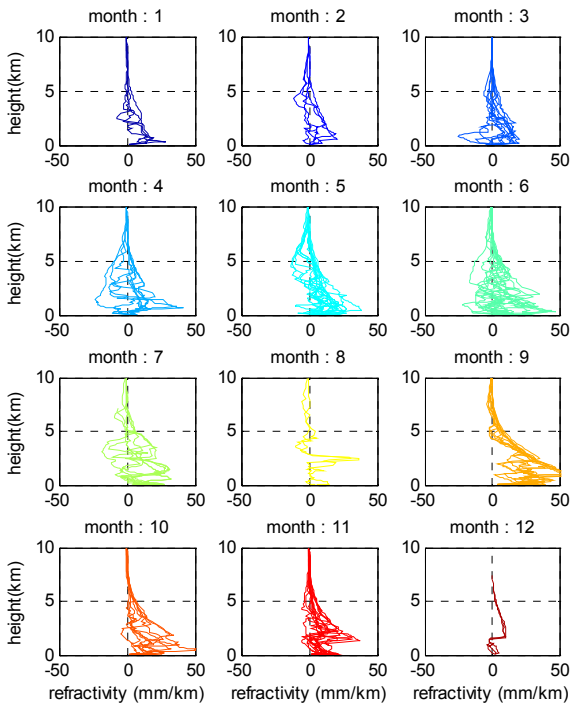 month : 1 month : 2 month : 3
10 10 10
height(km)
5 5 5
0 0 0
-50 0 50 -50 0 50 -50 0 50
month : 4 month : 5 month : 6
10 10 10
height(km)
5 5 5
0 0 0
-50 0 50 -50 0 50 -50 0 50
month : 7 month : 8 month : 9
10 10 10
height(km)
5 5 5
0 0 0
-50 0 50 -50 0 50 -50 0 50
month : 10 month : 11 month : 12
10 10 10
height(km)
5 5 5
0 0 0
-50 0 50 -50 0 50 -50 0 50
refractivity (mm/km) refractivity (mm/km) refractivity (mm/km)